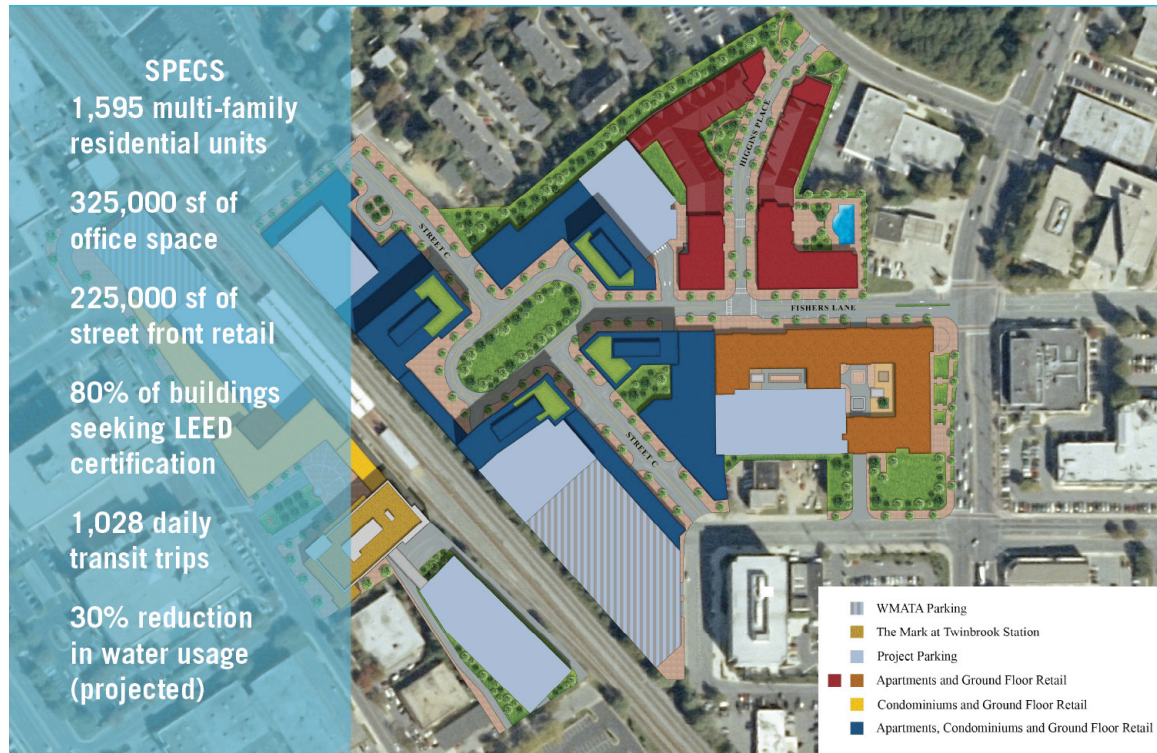 SPECS
1,595 multi-family
residential units
325,000 sf of
office space
225,000 sf of
street front retail
80% of buildings
seeking LEED
certification
1,028 daily
transit trips
30% reduction
in water usage
(projected)
HIGGINS PLACE
STREET C
FISHERS LANE
STREET C
WMATA Parking
The Mark at Twinbrook Station
Project Parking
Apartments and Ground Floor Retail
Condominiums and Ground Floor Retail
Apartments, Condominiums and Ground Floor Retail